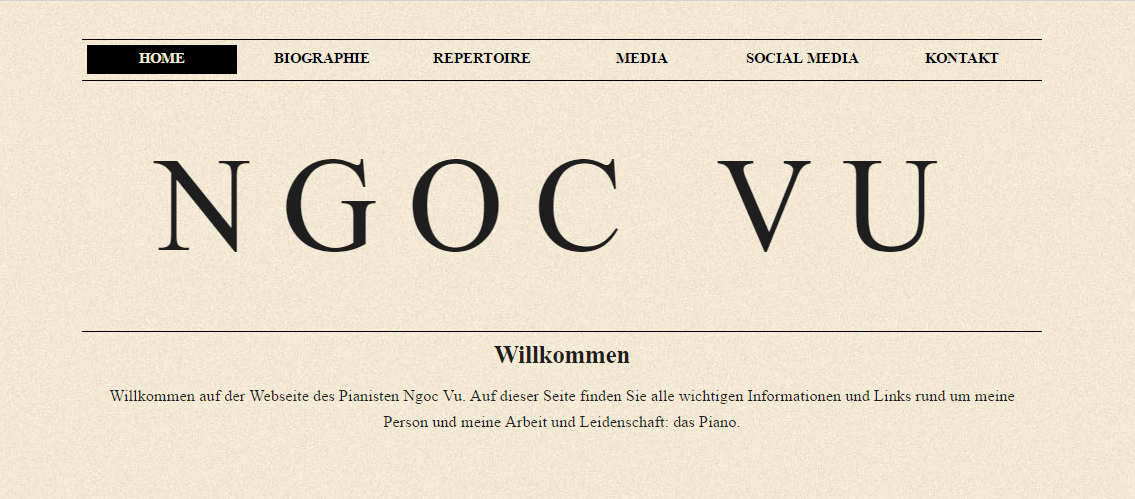 HOME BIOGRAPHIE REPERTOIRE MEDIA SOCIAL MEDIA KONTAKT
NGOC VU
Willkommen
Willkommen auf der Webseite des Pianisten Ngoc Vu. Auf dieser Seite finden Sie alle wichtigen Informationen und Links rund um meine
Person und meine Arbeit und Leidenschaft: das Piano.